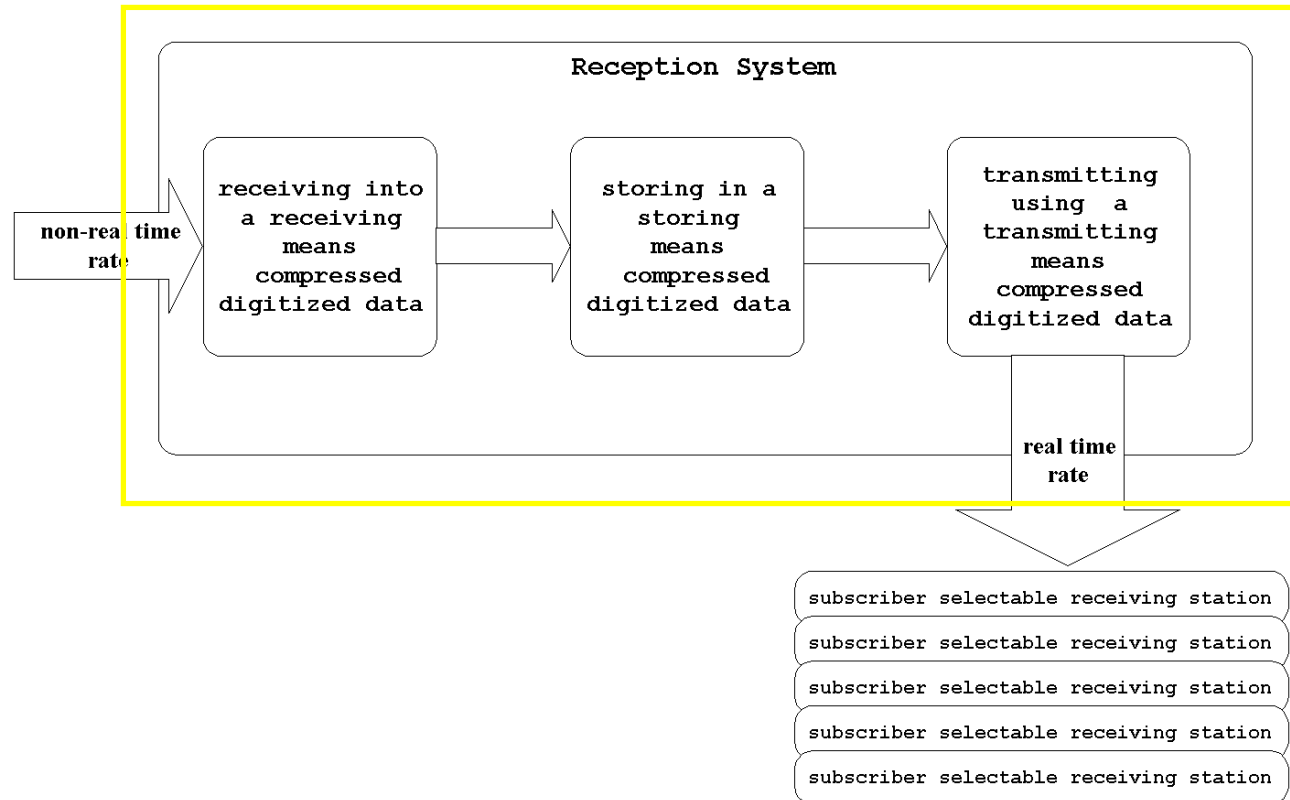 Reception System
non-real time
rate
receiving into
a receiving
means
compressed
digitized data
storing in a
storing
means
compressed
digitized data
transmitting
using a
transmitting
means
compressed
digitized data
real time
rate
subscriber selectable receiving station
subscriber selectable receiving station
subscriber selectable receiving station
subscriber selectable receiving station
subscriber selectable receiving station